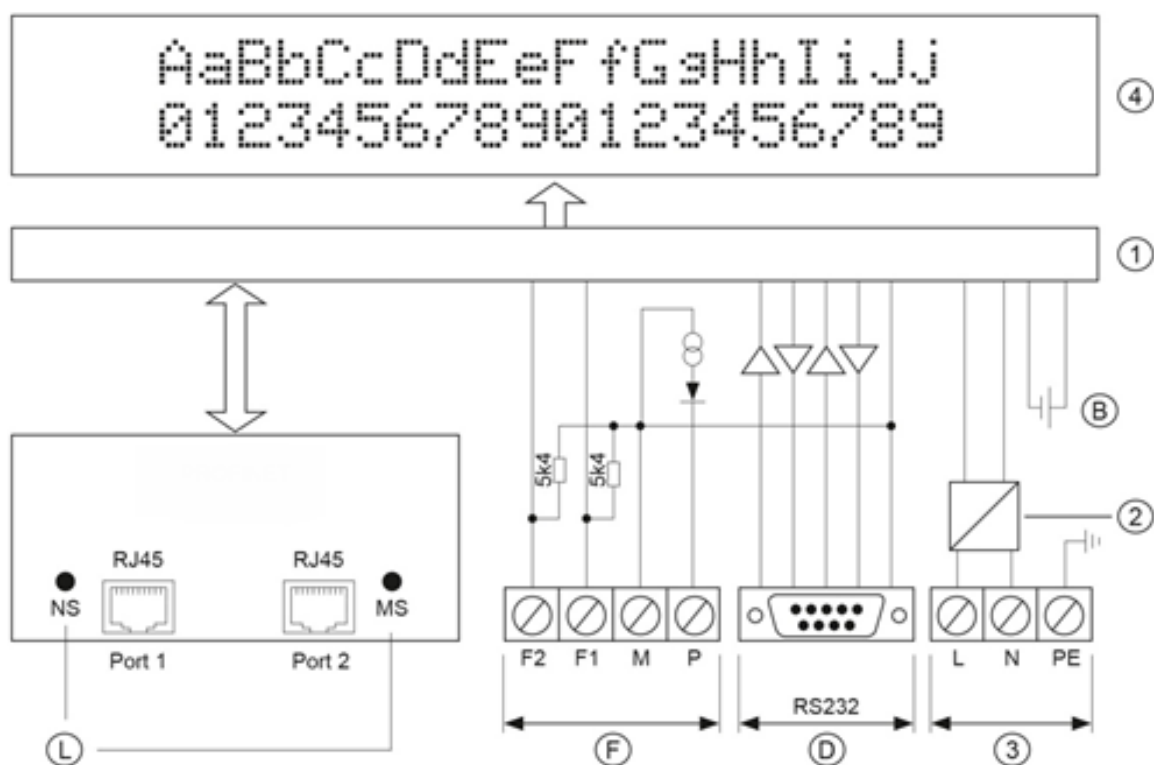 AaBbCcDdEeFfGgHhIiJj
01234567890123456789
4
1
B
5k4
5k4
2
RJ45
RJ45
NS
MS
Port 1
Port 2
F2
F1
M
P
L
N
PE
RS232
L
F
D
3